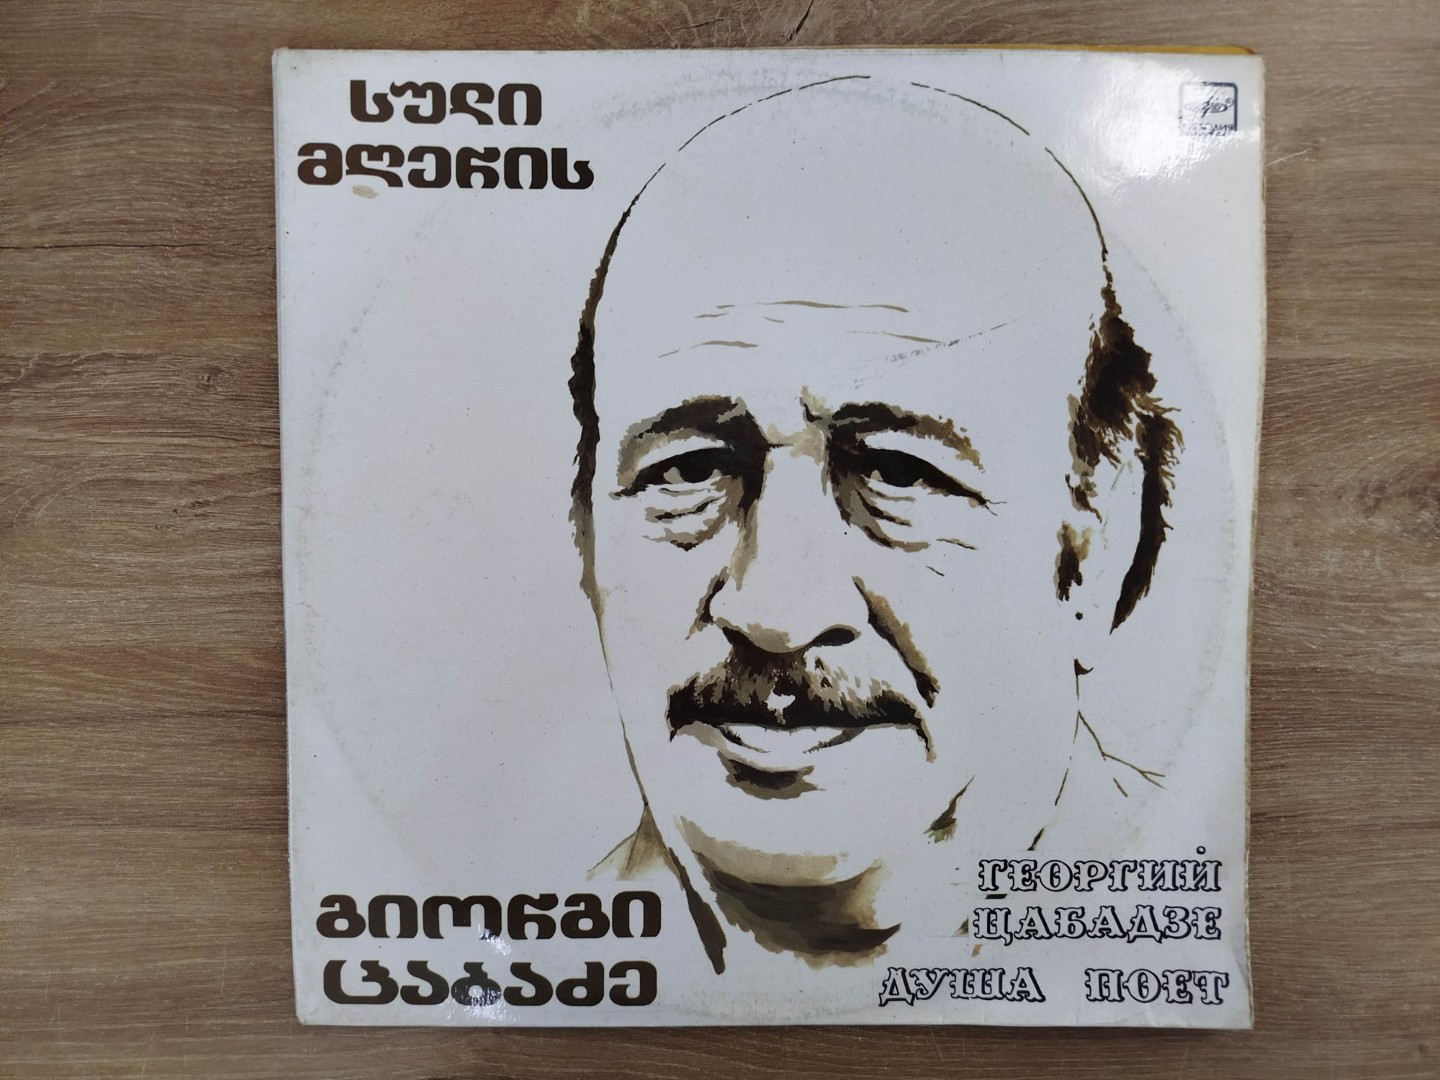 სული
მღერის
გიორგი
ცაბაძე
ГЕОРГИЙ
ЦАБАДЗЕ
ДУША ПОЕТ